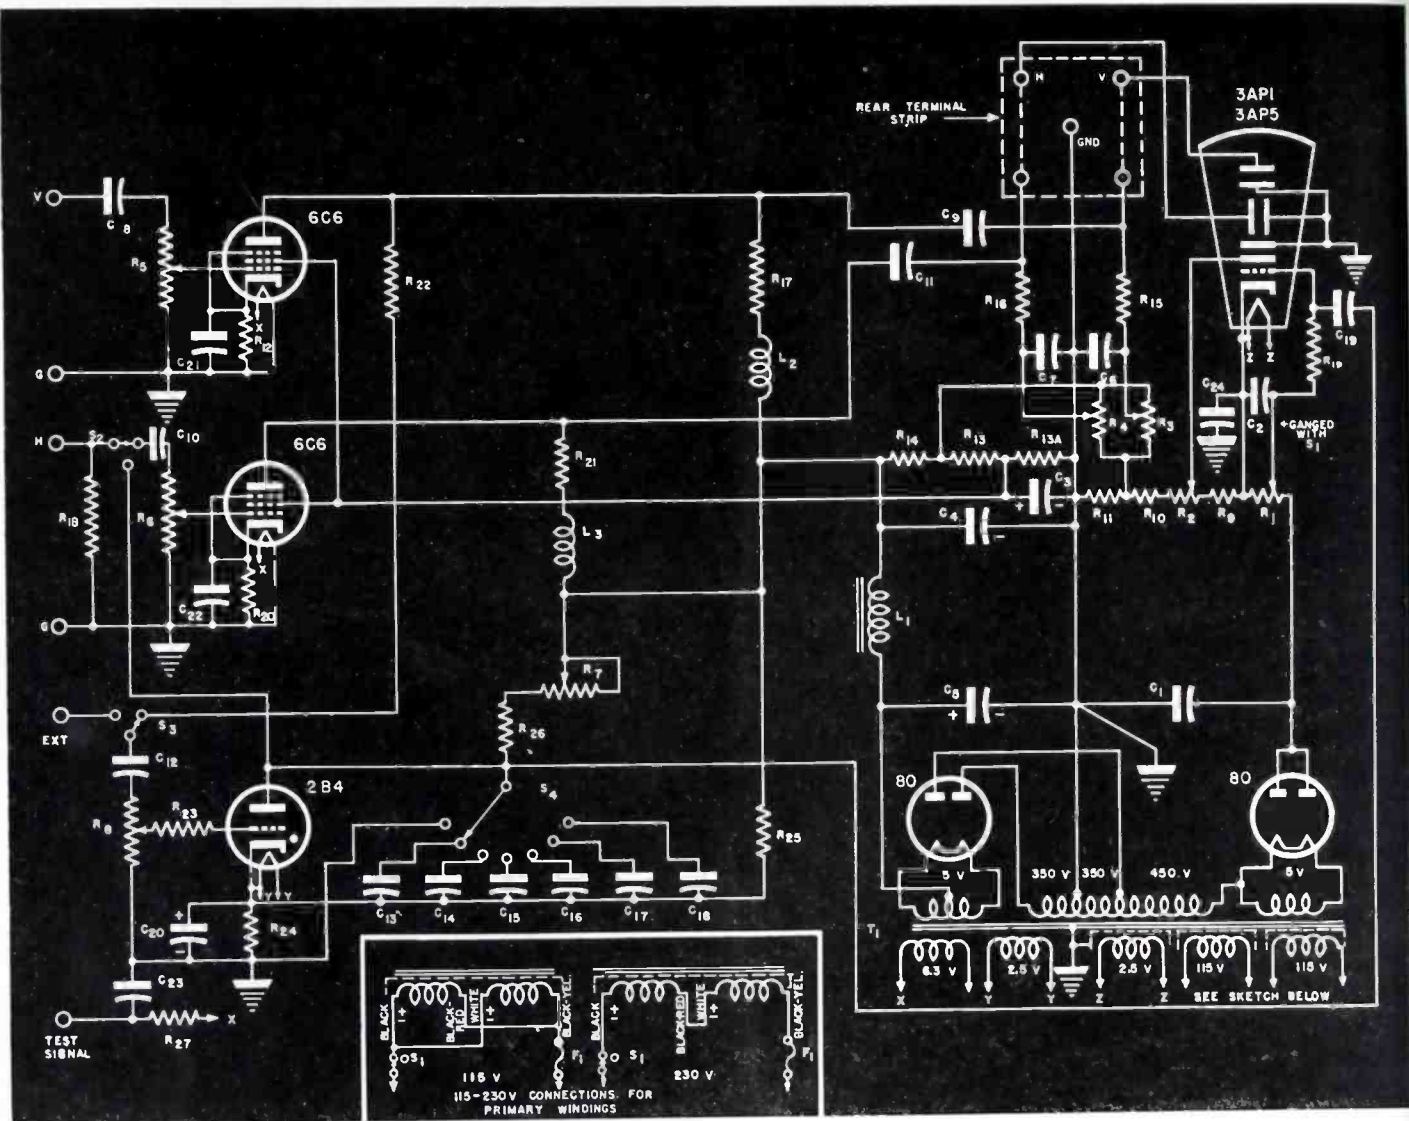 3AP1
3AP5
REAR TERMINAL
STRIP
H
V
GND
V
C8
6C6
C9
R5
R22
R17
C11
R16
R15
C19
X
R12
C21
Z Z
R19
G
L2
C7
C6
C24
C2
+GANGED
WITH
S1
H
S2
C10
6C6
R4
R3
R14
R13
R13A
R21
C3
+ -
R18
R6
R11
R10
R2
R9
R1
C4
-
L3
X
C22
R20
L1
G
R7
C5
+ -
C1
S3
EXT
R26
C12
2B4
80
80
S4
R8
R23
R25
5V
350 V 350 V 450.V
5V
Y Y
C13
C14
C15
C16
C17
C18
C20
+
-
R24
T1
6.3 V
2.5V
2.5V
115V
115V
C23
X
Y Y
Z Z
SEE SKETCH BELOW
BLACK
+
BLACK-RED
WHITE
+
BLACK-YEL.
BLACK
+
BLACK-RED
WHITE
+
BLACK-YEL.
TEST
SIGNAL
R27
X
S1
F1
S1
F1
115 V
230 V
115-230V CONNECTIONS FOR
PRIMARY WINDINGS